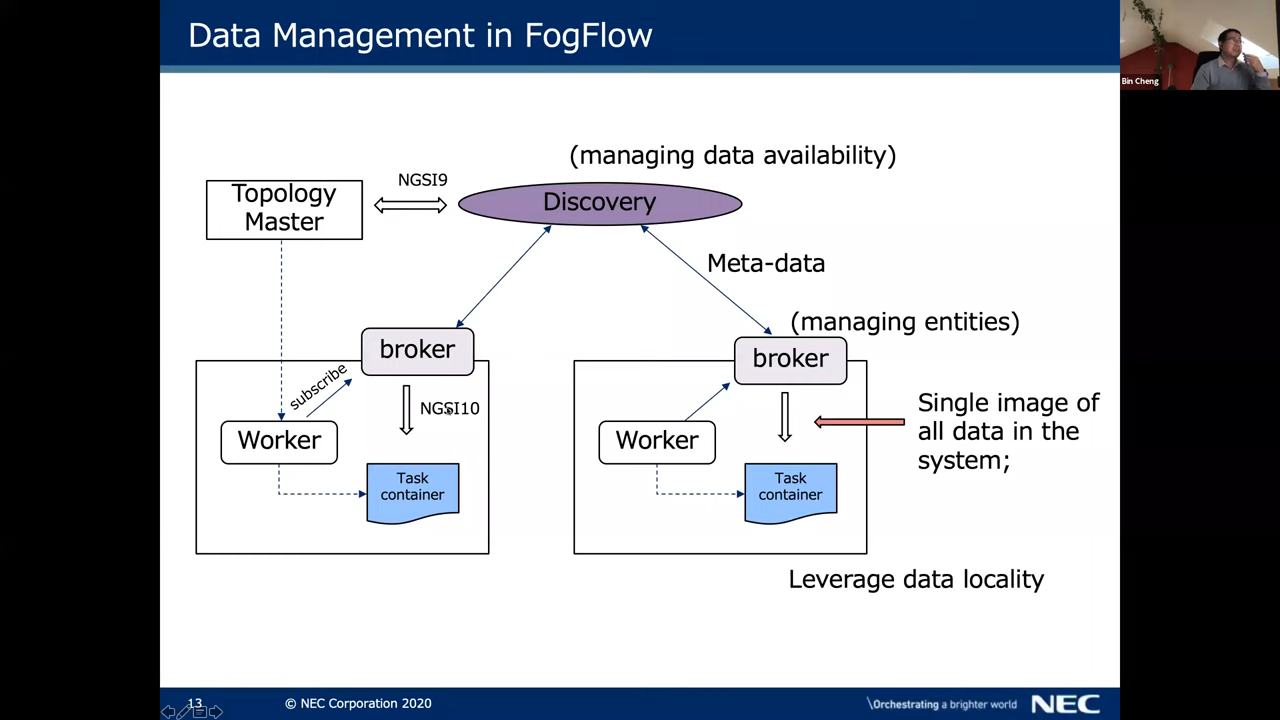 Data Management in FogFlow
Bin Cheng
(managing data availability)
NGSI9
Topology
Master
Discovery
Meta-data
(managing entities)
broker
broker
subscribe
NGSI10
Single image of
all data in the
system;
Worker
Worker
Task
container
Task
container
Leverage data locality
13
© NEC Corporation 2020
\Orchestrating a brighter world
NEC